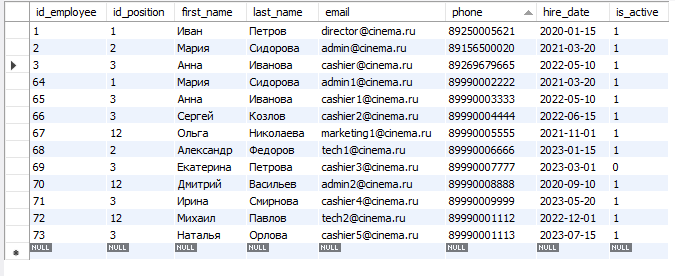 id_employee id_position first_name last_name email phone hire_date is_active
1 1 Иван Петров director@cinema.ru 89250005621 2020-01-15 1
2 2 Мария Сидорова admin@cinema.ru 89156500020 2021-03-20 1
3 3 Анна Иванова cashier@cinema.ru 89269679665 2022-05-10 1
64 1 Мария Сидорова admin1@cinema.ru 89990002222 2021-03-20 1
65 3 Анна Иванова cashier1@cinema.ru 89990003333 2022-05-10 1
66 3 Сергей Козлов cashier2@cinema.ru 89990004444 2022-06-15 1
67 12 Ольга Николаева marketing1@cinema.ru 89990005555 2021-11-01 1
68 2 Александр Федоров tech1@cinema.ru 89990006666 2023-01-15 1
69 3 Екатерина Петрова cashier3@cinema.ru 89990007777 2023-03-01 0
70 12 Дмитрий Васильев admin2@cinema.ru 89990008888 2020-09-10 1
71 3 Ирина Смирнова cashier4@cinema.ru 89990009999 2023-05-20 1
72 12 Михаил Павлов tech2@cinema.ru 89990001112 2022-12-01 1
73 3 Наталья Орлова cashier5@cinema.ru 89990001113 2023-07-15 1
NULL NULL NULL NULL NULL NULL NULL NULL